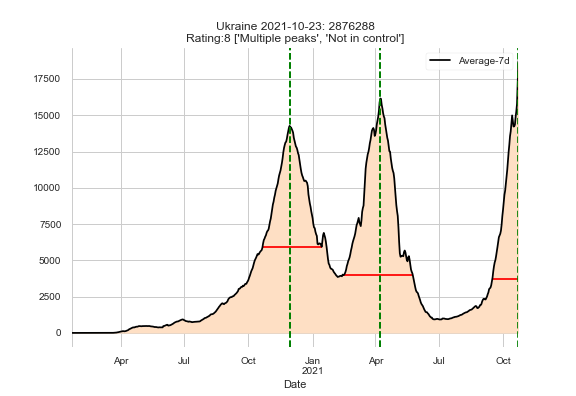 Ukraine 2021-10-23: 2876288
Rating:8 ['Multiple peaks', 'Not in control']
Average-7d
17500
15000
12500
10000
7500
5000
2500
0
Apr Jul Oct Jan Apr Jul Oct
2021
Date